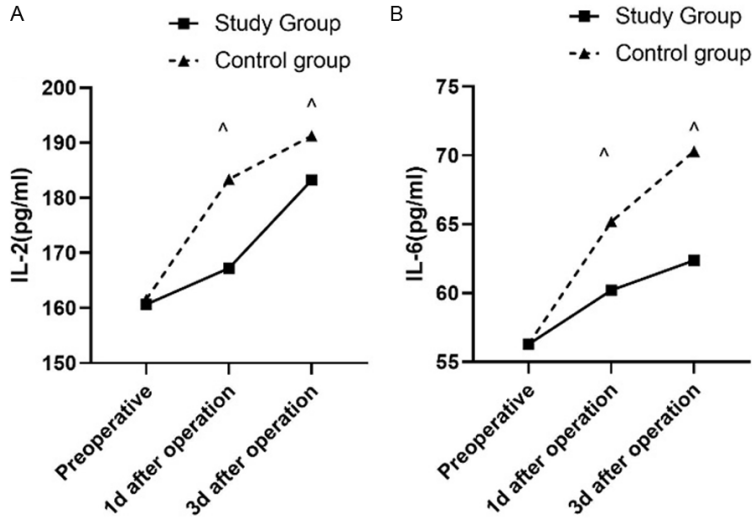 A
Study Group
Control group
200
190
180
170
160
150
IL-2(pg/ml)
^
^
Preoperative
1d after operation
3d after operation
B
Study Group
Control group
75
70
65
60
55
IL-6(pg/ml)
^
^
Preoperative
1d after operation
3d after operation